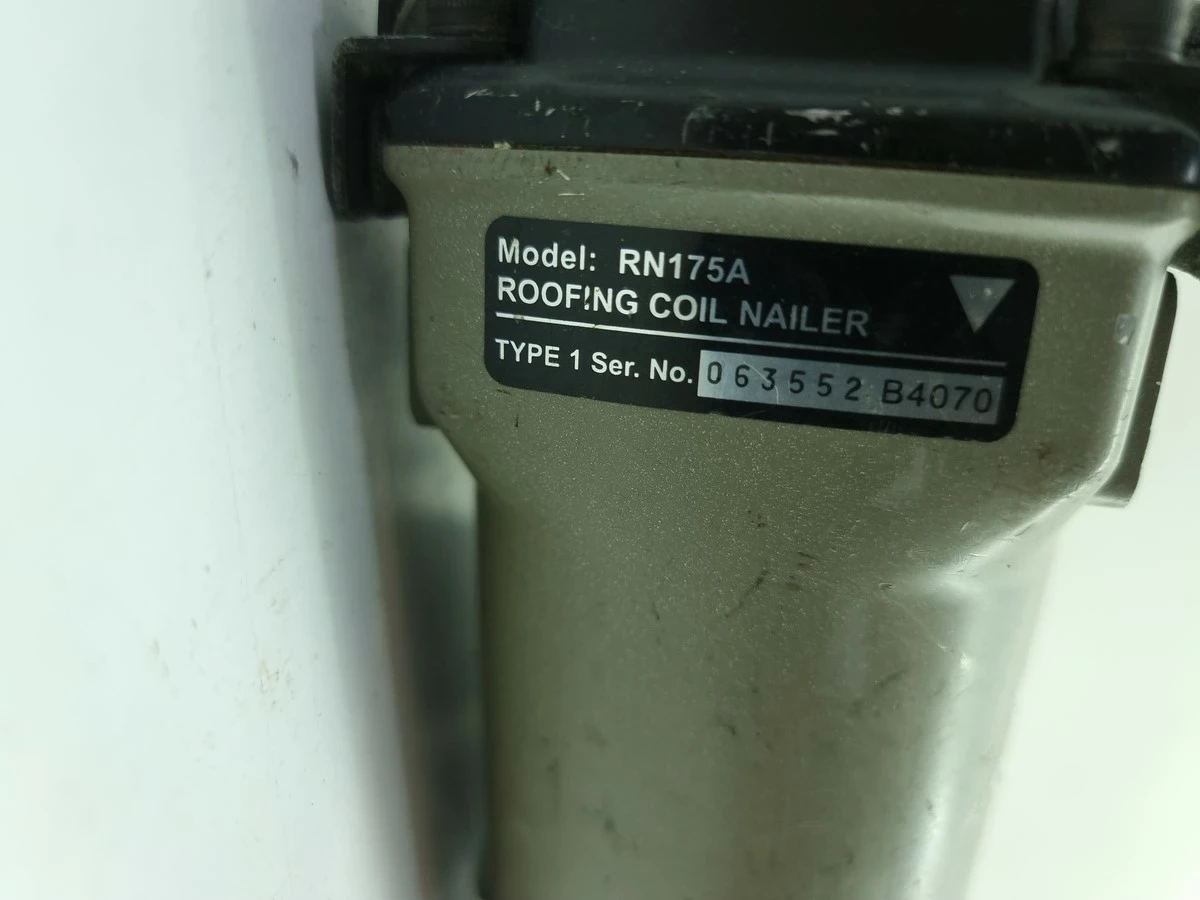 Model: RN175A
ROOFING COIL NAILER
TYPE 1 Ser. No. 063552 B4070